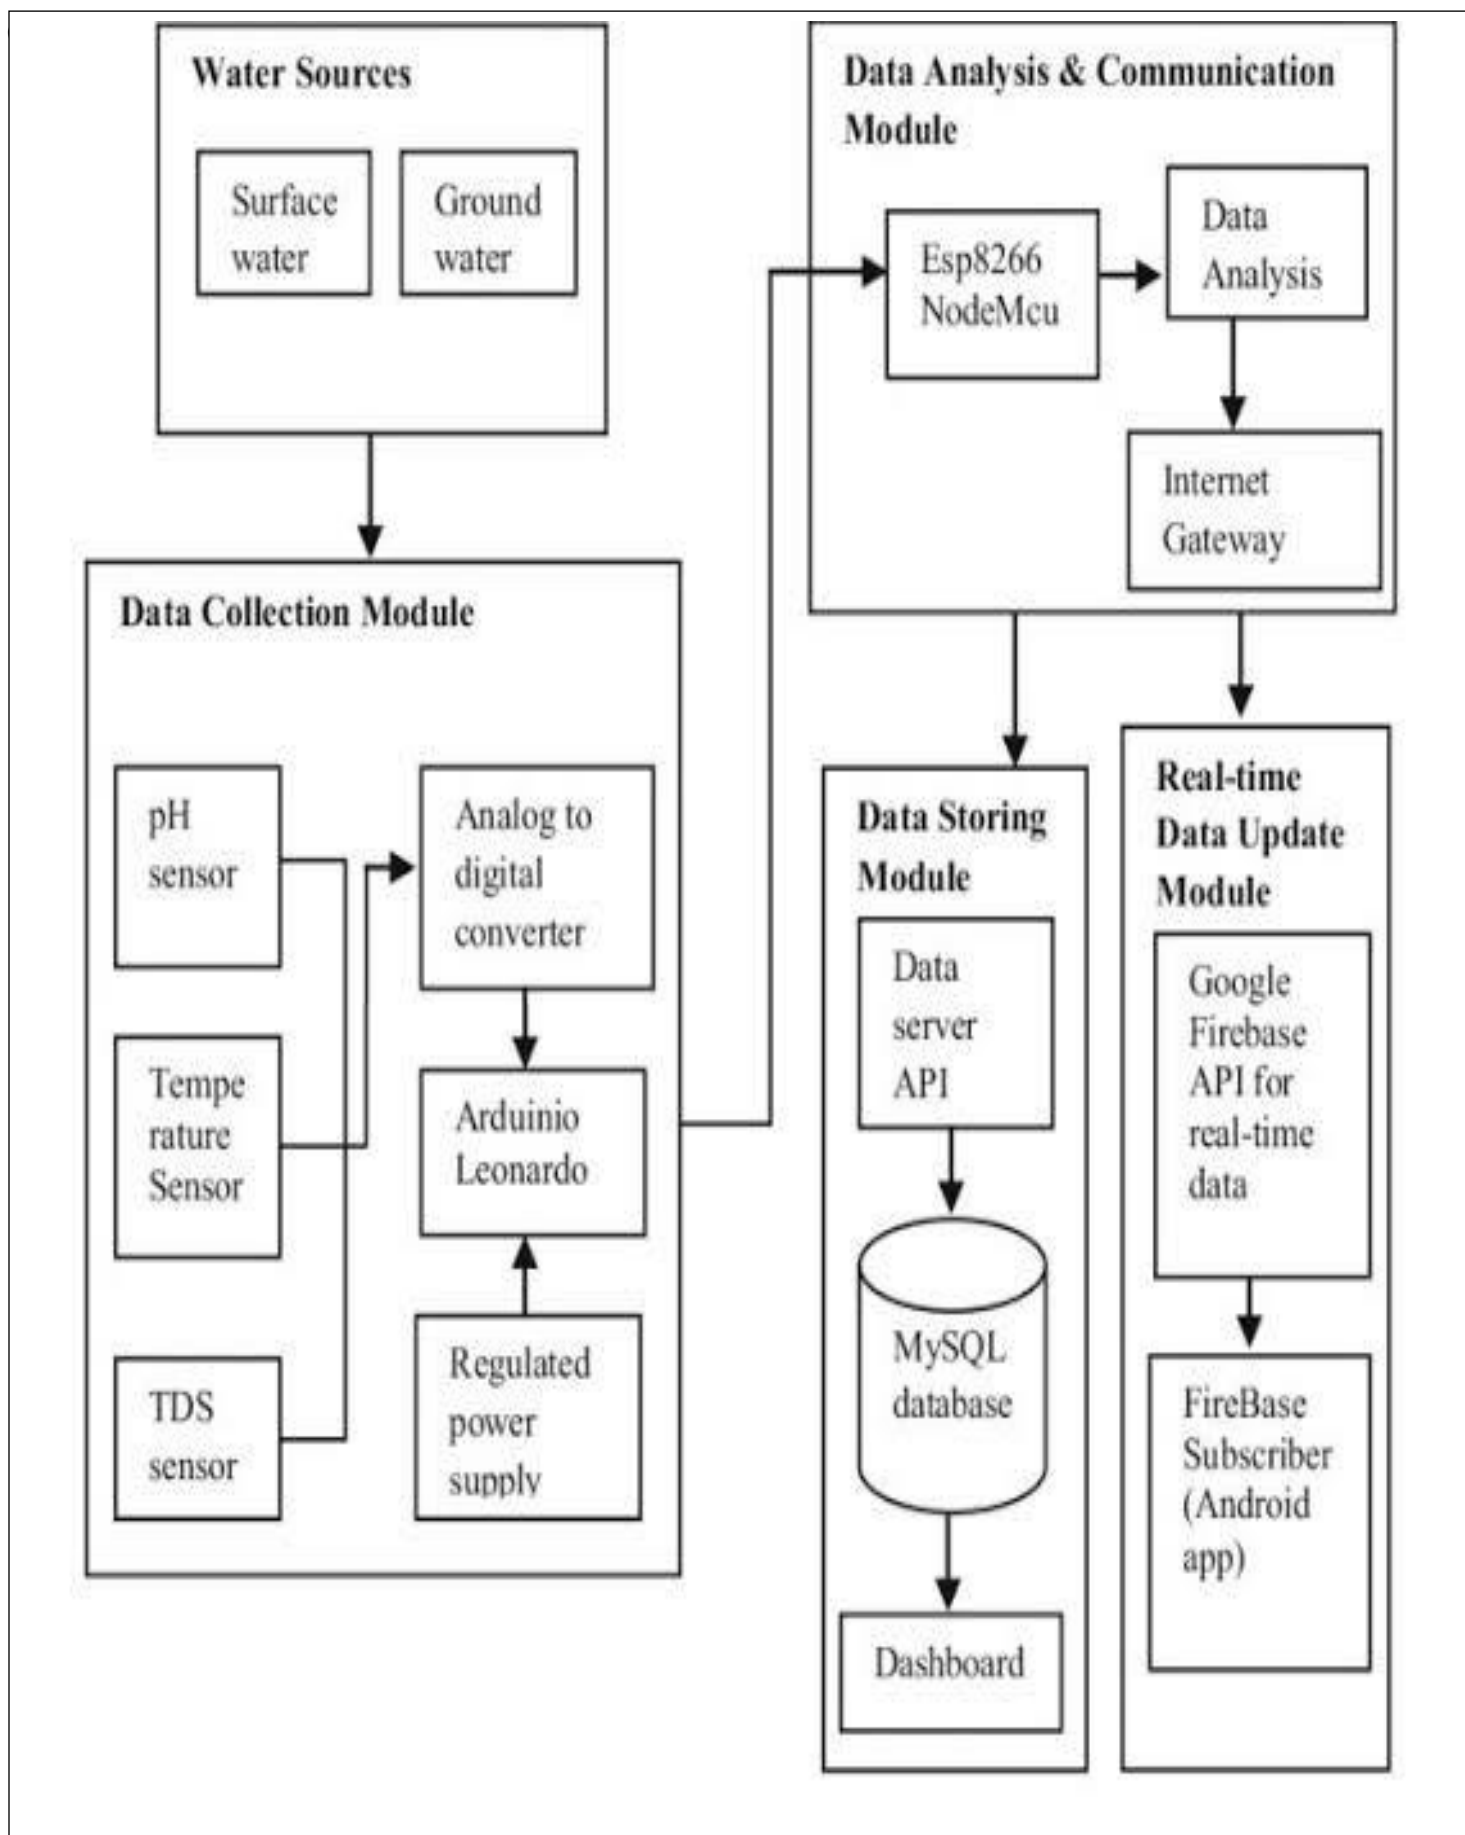 Water Sources
Surface
water
Ground
water
Data Collection Module
pH
sensor
Tempe
rature
Sensor
TDS
sensor
Analog to
digital
converter
Arduinio
Leonardo
Regulated
power
supply
Data Analysis & Communication
Module
Esp8266
NodeMcu
Data
Analysis
Internet
Gateway
Data Storing
Module
Data
server
API
MySQL
database
Dashboard
Real-time
Data Update
Module
Google
Firebase
API for
real-time
data
FireBase
Subscriber
(Android
app)